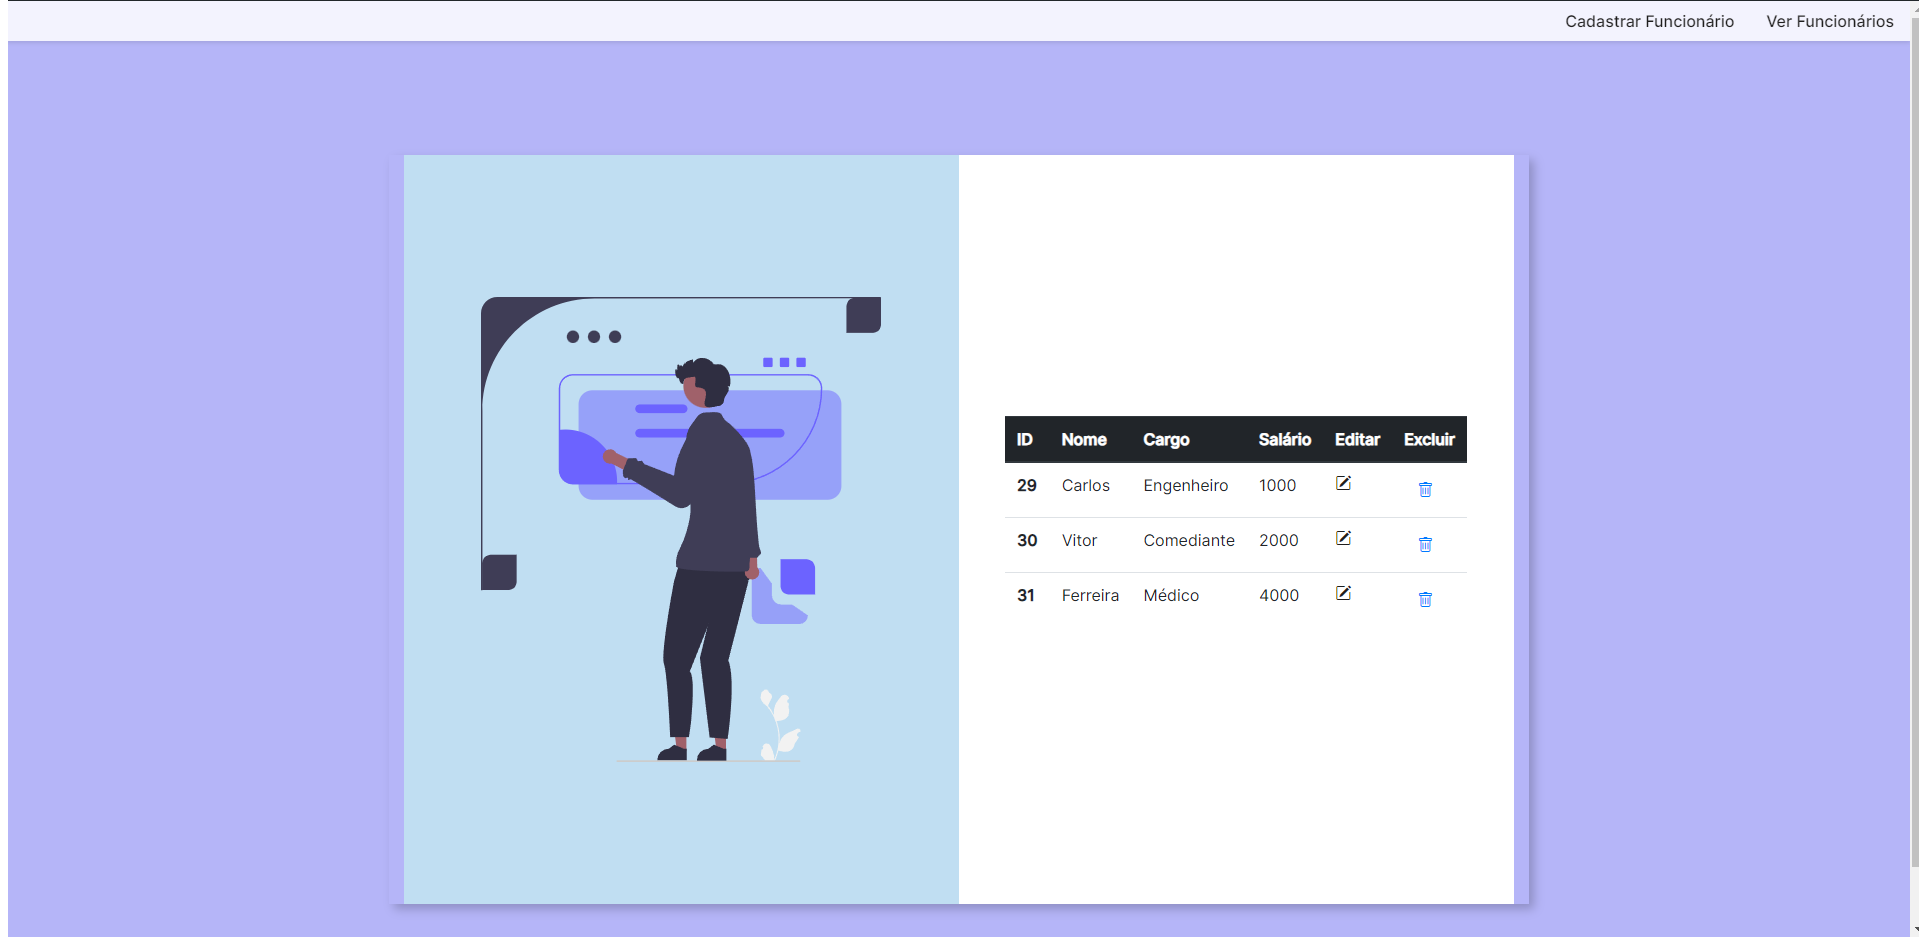 Cadastrar Funcionário Ver Funcionários
ID Nome Cargo Salário Editar Excluir
29 Carlos Engenheiro 1000
30 Vitor Comediante 2000
31 Ferreira Médico 4000